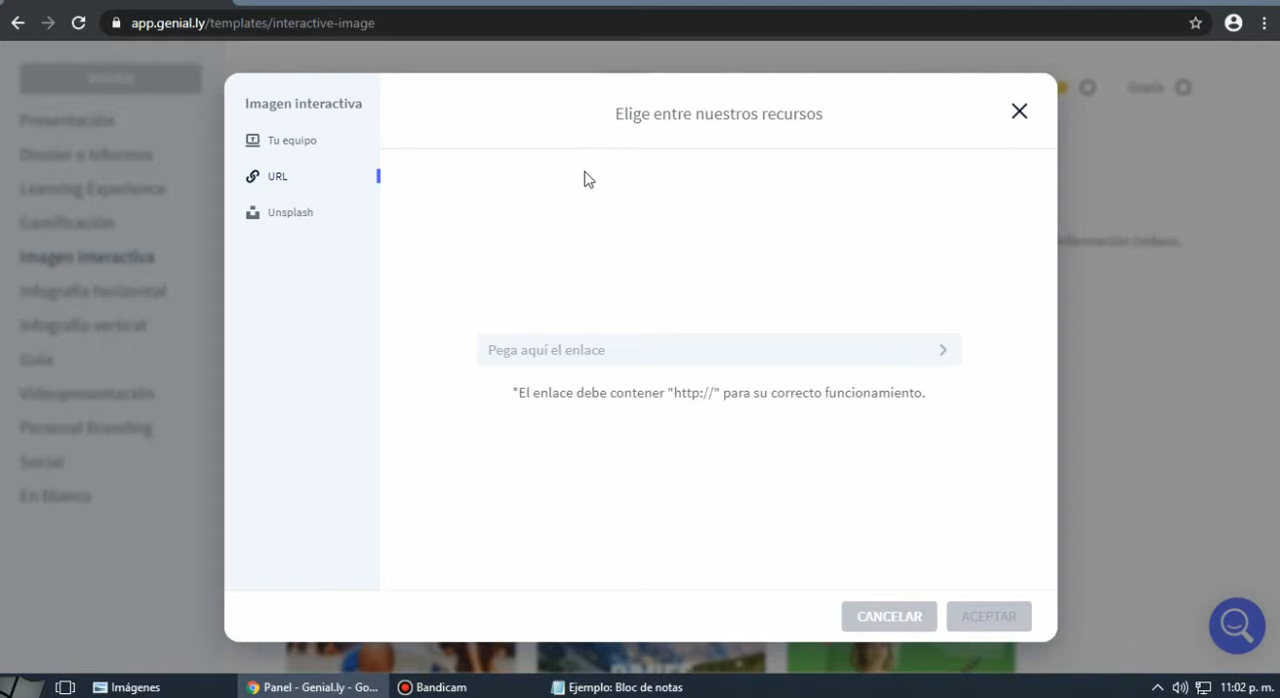 app.genial.ly/templates/interactive-image
Presentación
Dossier o informes
Learning Experience
Gamificación
Imagen interactiva
Infografía horizontal
Infografía vertical
Guía
Videopresentación
Personal Branding
Social
En Blanco
Gratis
información (videos,
Imagen interactiva
Tu equipo
URL
Unsplash
Elige entre nuestros recursos
Pega aquí el enlace
*El enlace debe contener "http://" para su correcto funcionamiento.
CANCELAR
ACEPTAR
Imágenes
Panel - Genial.ly - Go...
Bandicam
Ejemplo: Bloc de notas
11:02 p. m.